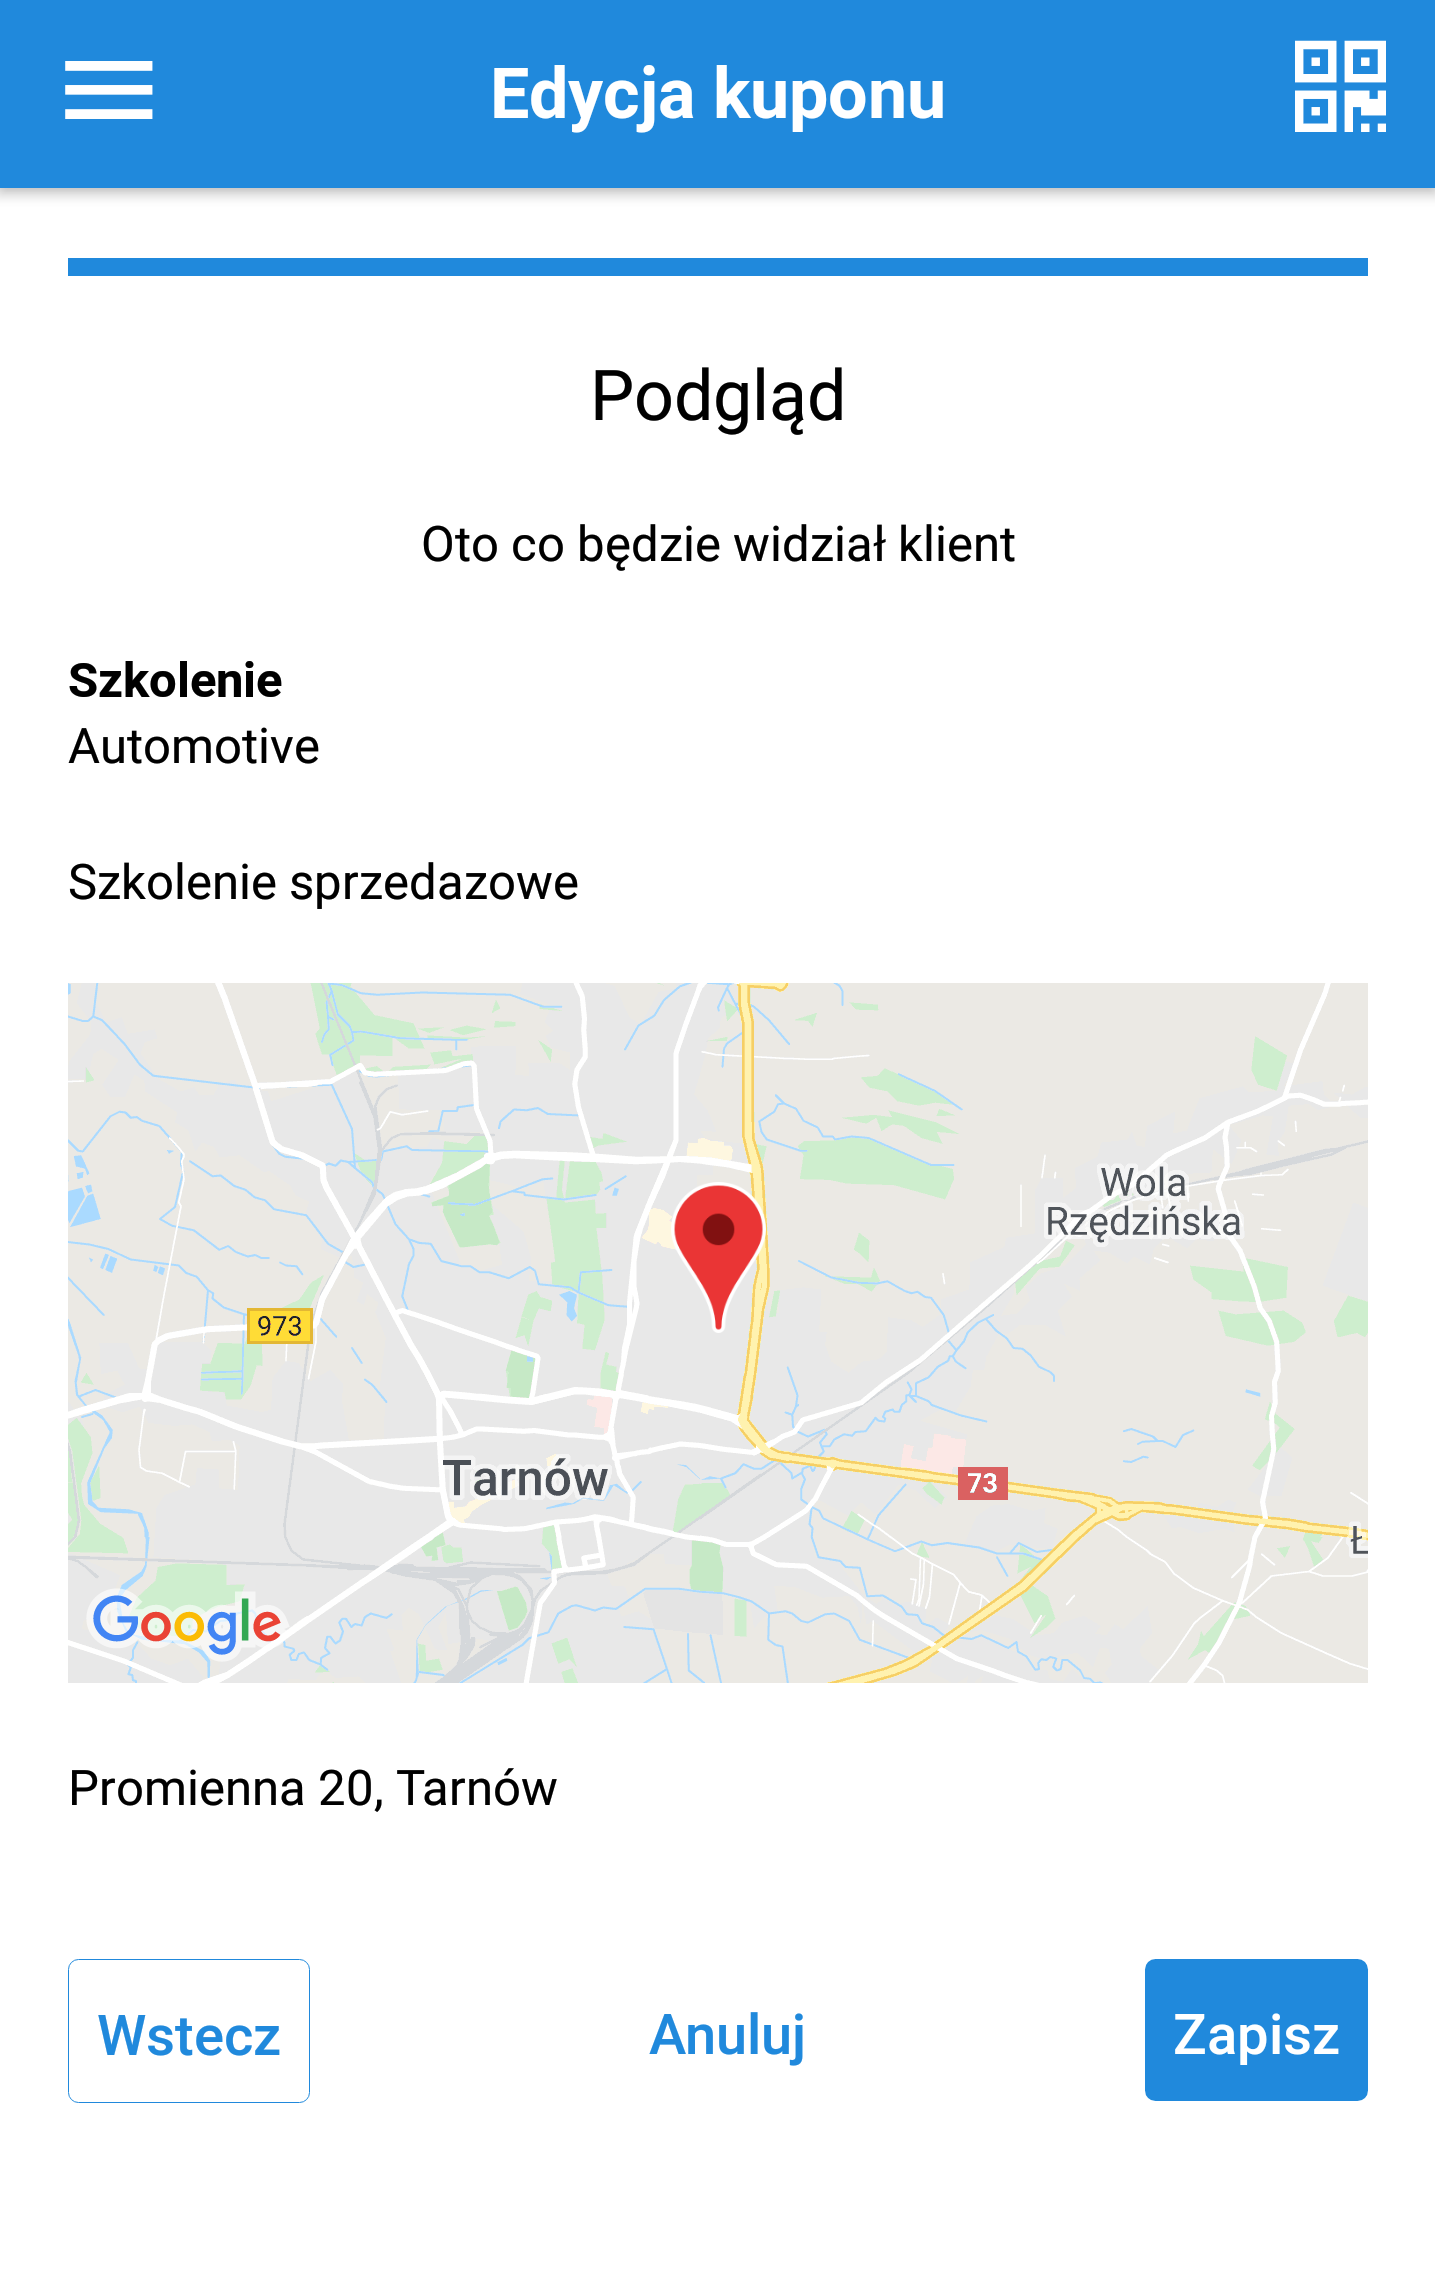 Edycja kuponu
Podgląd
Oto co będzie widział klient
Szkolenie
Automotive
Szkolenie sprzedazowe
Wola
Rzędzińska
973
Tarnów
73
Ł
Google
Promienna 20, Tarnów
Wstecz
Anuluj
Zapisz